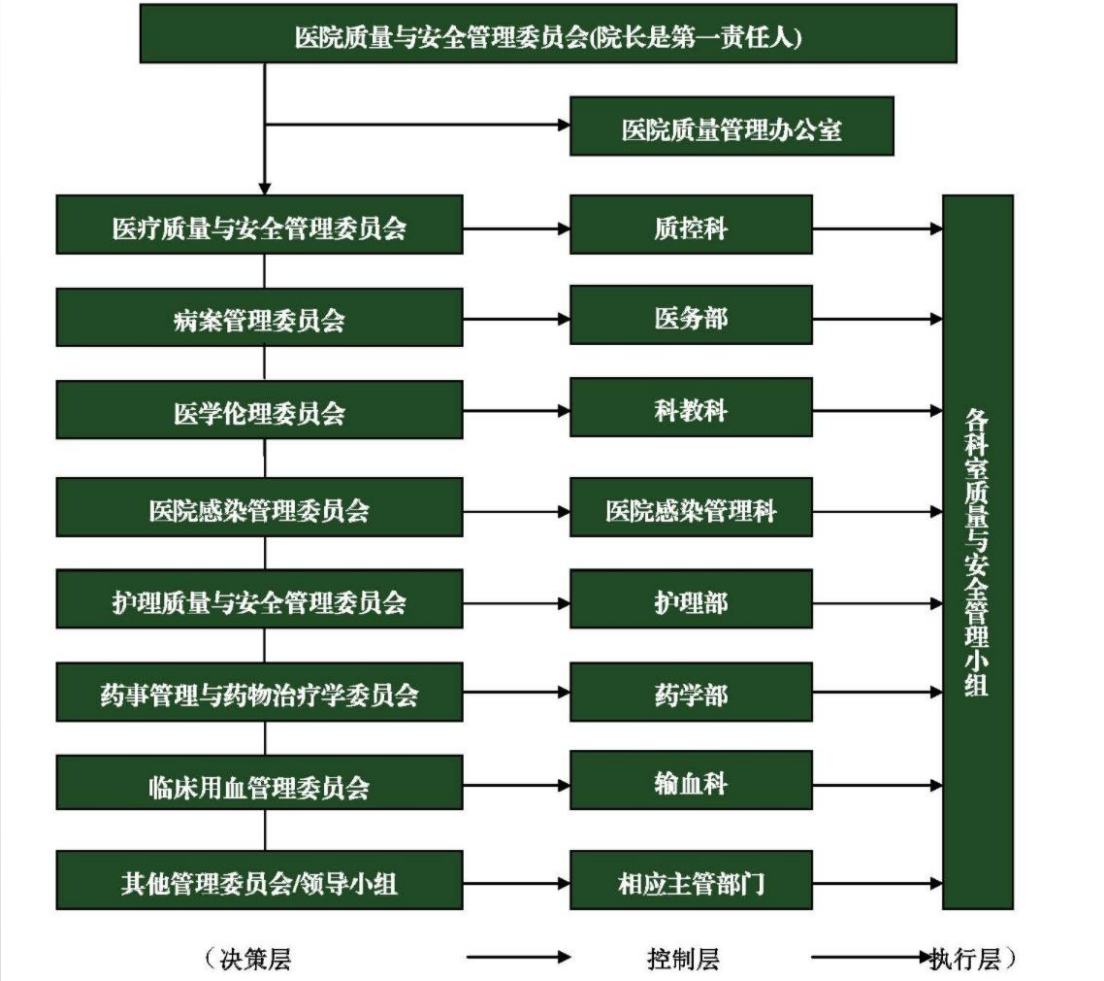 医院质量与安全管理委员会(院长是第一责任人)
医院质量管理办公室
医疗质量与安全管理委员会
质控科
病案管理委员会
医务部
医学伦理委员会
科教科
医院感染管理委员会
医院感染管理科
护理质量与安全管理委员会
护理部
药事管理与药物治疗学委员会
药学部
临床用血管理委员会
输血科
其他管理委员会/领导小组
相应主管部门
各科室质量与安全管理小组
（决策层
控制层
执行层）